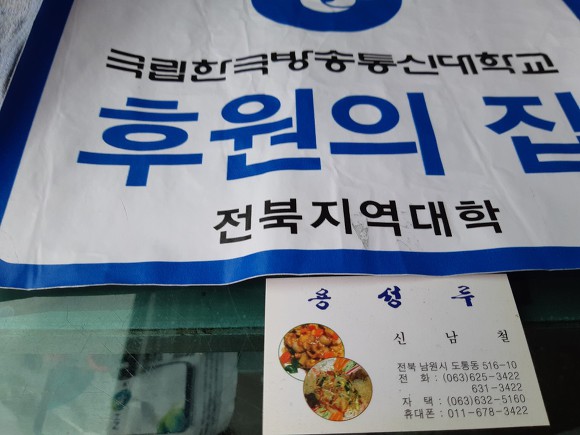 국립한국방송통신대학교
후원의 집
전북지역대학
용성루
신남철
전북 남원시 도통동 516-10
전 화 : (063)625-3422
631-3422
자 택 : (063)632-5160
휴대폰 : 011-678-3422